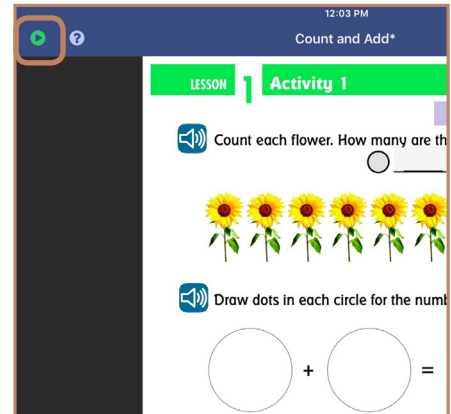 12:03 PM
?
Count and Add*
LESSON 1 Activity 1
Count each flower. How many are th
Draw dots in each circle for the numb
+ =